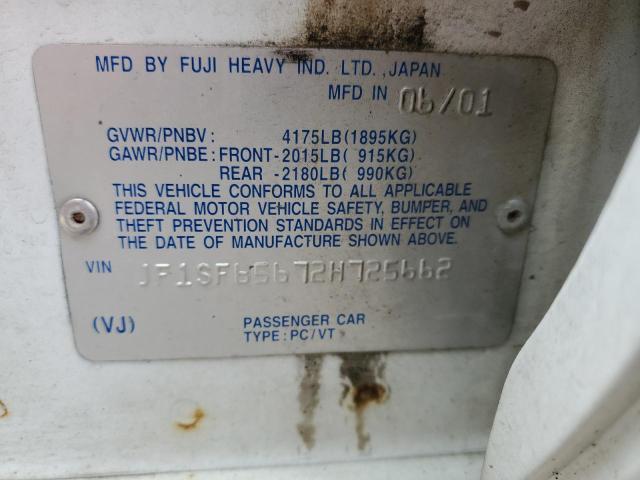 MFD BY FUJI HEAVY IND. LTD. JAPAN
MFD IN 06/01
GVWR/PNBV: 4175LB(1895KG)
GAWR/PNBE: FRONT-2015LB( 915KG)
REAR -2180LB( 990KG)
THIS VEHICLE CONFORMS TO ALL APPLICABLE
FEDERAL MOTOR VEHICLE SAFETY, BUMPER, AND
THEFT PREVENTION STANDARDS IN EFFECT ON
THE DATE OF MANUFACTURE SHOWN ABOVE.
VIN JF1SF65672H725662
(VJ) PASSENGER CAR
TYPE: PC/VT